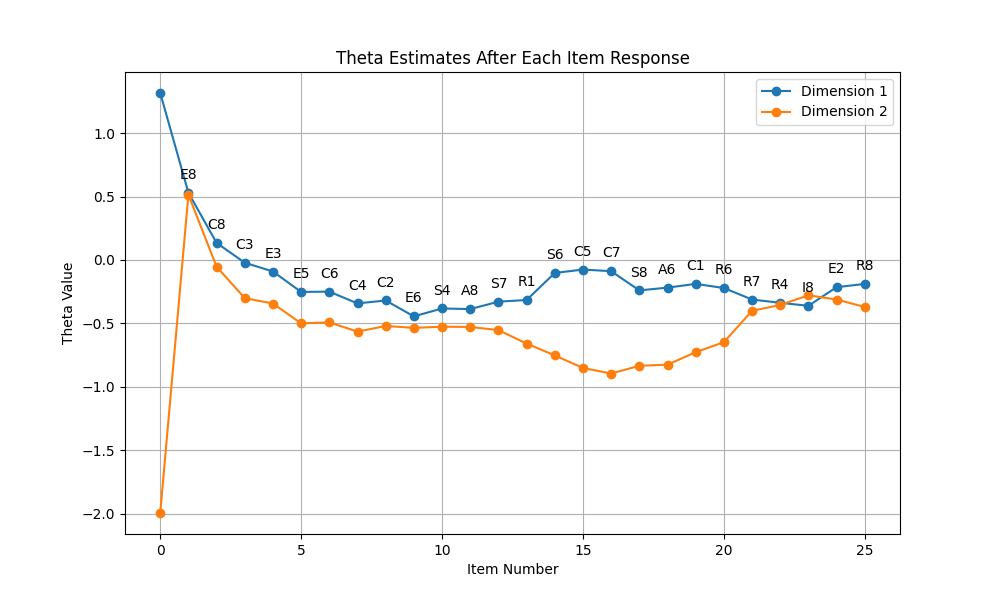 Theta Estimates After Each Item Response
Dimension 1
Dimension 2
Theta Value
1.0
0.5
0.0
−0.5
−1.0
−1.5
−2.0
E8
C8
C3
E3
E5
C6
C4
C2
E6
S4
A8
S7
R1
S6
C5
C7
S8
A6
C1
R6
R7
R4
I8
E2
R8
0
5
10
15
20
25
Item Number